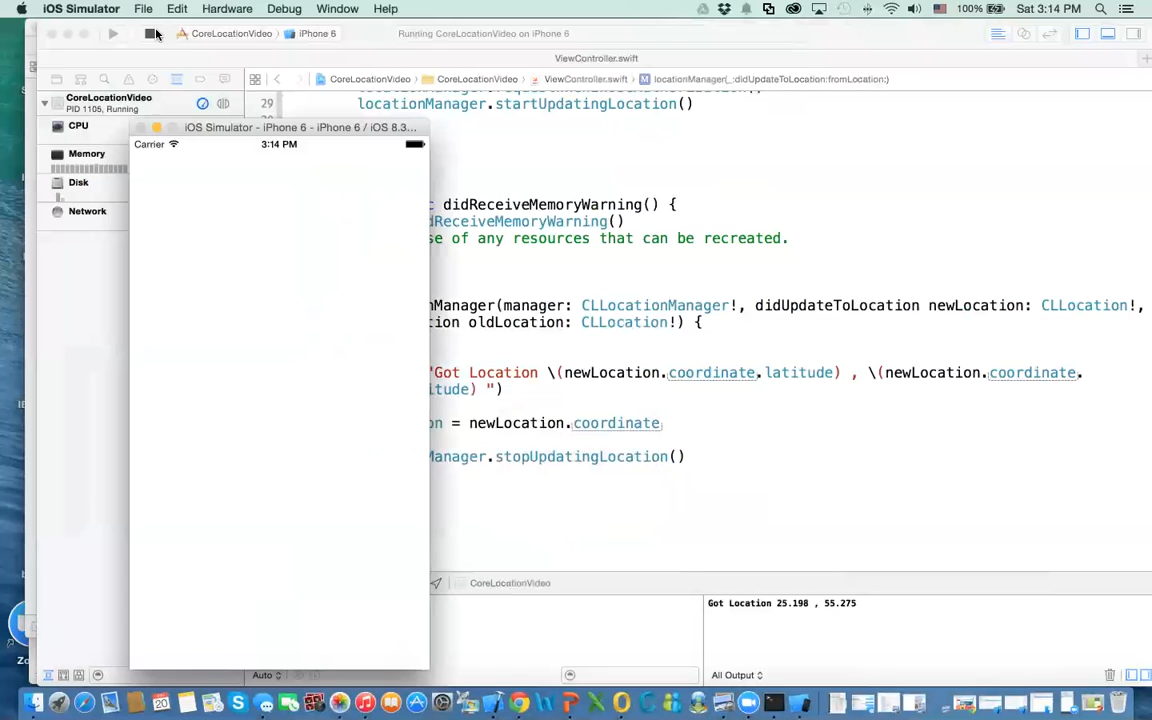 iOS Simulator File Edit Hardware Debug Window Help 100% Sat 3:14 PM
CoreLocationVideo iPhone 6 Running CoreLocationVideo on iPhone 6
ViewController.swift
CoreLocationVideo CoreLocationVideo ViewController.swift M locationManager(_:didUpdateToLocation:fromLocation:)
CoreLocationVideo
PID 1105, Running
29 locationManager.startUpdatingLocation()
CPU
iOS Simulator - iPhone 6 - iPhone 6 / iOS 8.3...
Carrier 3:14 PM
Memory
Disk
Network
didReceiveMemoryWarning() {
dReceiveMemoryWarning()
se of any resources that can be recreated.
nManager(manager: CLLocationManager!, didUpdateToLocation newLocation: CLLocation!,
tion oldLocation: CLLocation!) {
"Got Location \(newLocation.coordinate.latitude) , \(newLocation.coordinate.
itude) ")
on = newLocation.coordinate
Manager.stopUpdatingLocation()
CoreLocationVideo
Got Location 25.198 , 55.275
Auto All Output
20